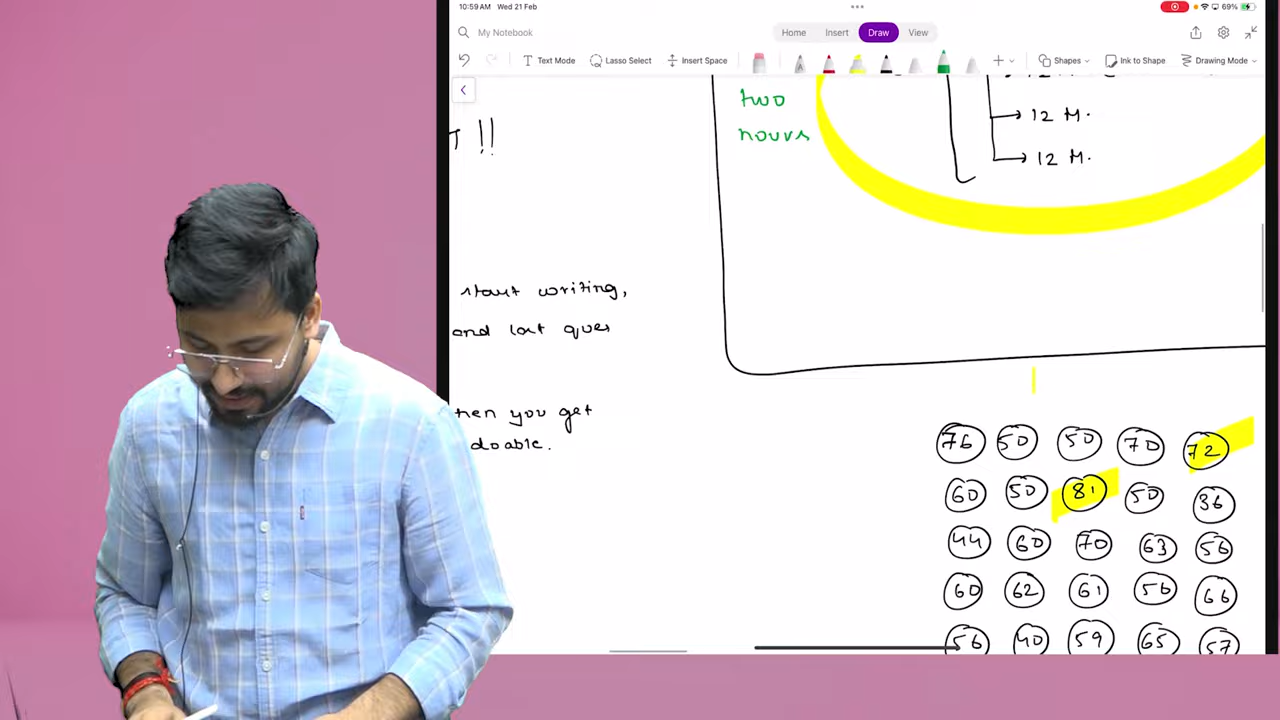 10:59 AM Wed 21 Feb
69%
My Notebook
Home Insert Draw View
Text Mode Lasso Select Insert Space Shapes Ink to Shape Drawing Mode
two
nours
12 M.
12 M.
!!
start writing,
and lat ques
hen you get
doable.
76 50 50 70 72
60 50 81 50 36
44 60 70 63 56
60 62 61 56 66
56 40 59 65 57